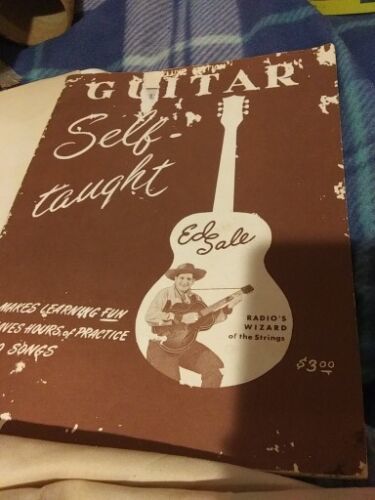 GUITAR
Self-
taught
Ed Sale
RADIO'S
WIZARD
of the Strings
MAKES LEARNING FUN
HOURS of PRACTICE
SONGS
$3.00